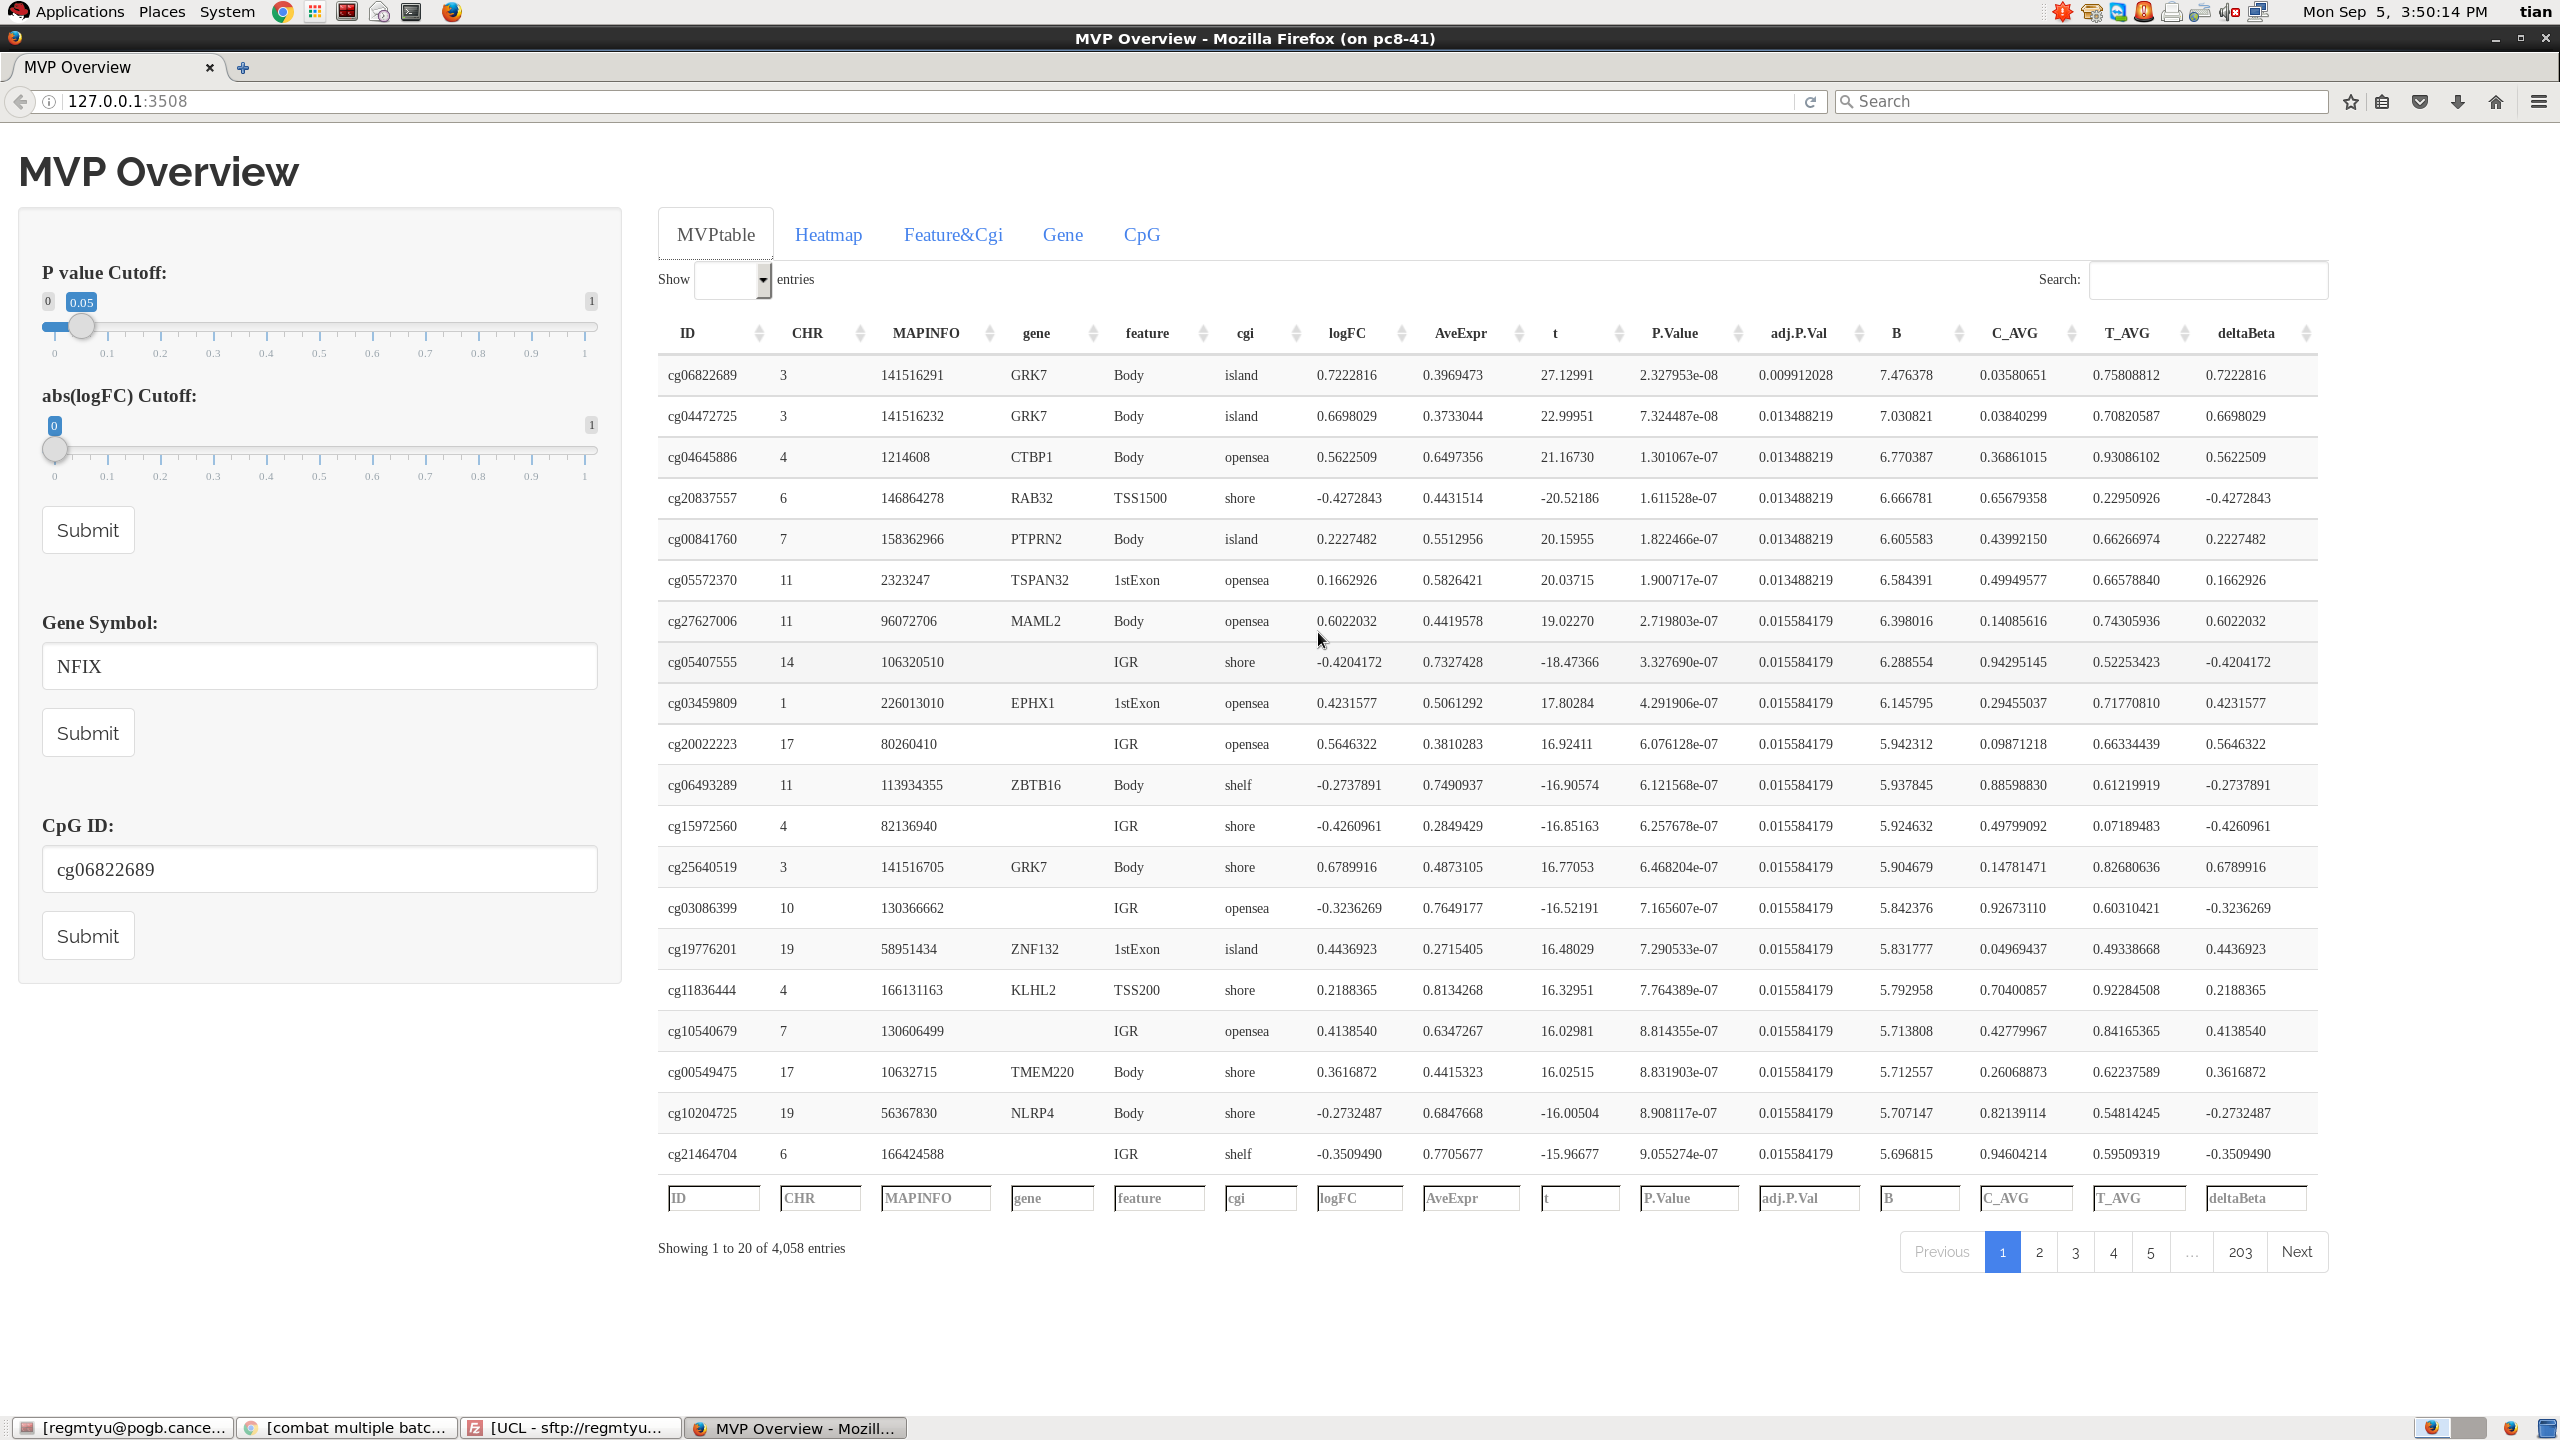 Applications Places System Mon Sep 5, 3:50:14 PM tian
MVP Overview - Mozilla Firefox (on pc8-41)
MVP Overview
127.0.0.1:3508 Search
MVP Overview
P value Cutoff:
0 0.05 1
0 0.1 0.2 0.3 0.4 0.5 0.6 0.7 0.8 0.9 1
abs(logFC) Cutoff:
0 1
0 0.1 0.2 0.3 0.4 0.5 0.6 0.7 0.8 0.9 1
Submit
Gene Symbol:
NFIX
Submit
CpG ID:
cg06822689
Submit
MVPtable Heatmap Feature&Cgi Gene CpG
Show entries Search:
ID CHR MAPINFO gene feature cgi logFC AveExpr t P.Value adj.P.Val B C_AVG T_AVG deltaBeta
cg06822689 3 141516291 GRK7 Body island 0.7222816 0.3969473 27.12991 2.327953e-08 0.009912028 7.476378 0.03580651 0.75808812 0.7222816
cg04472725 3 141516232 GRK7 Body island 0.6698029 0.3733044 22.99951 7.324487e-08 0.013488219 7.030821 0.03840299 0.70820587 0.6698029
cg04645886 4 1214608 CTBP1 Body opensea 0.5622509 0.6497356 21.16730 1.301067e-07 0.013488219 6.770387 0.36861015 0.93086102 0.5622509
cg20837557 6 146864278 RAB32 TSS1500 shore -0.4272843 0.4431514 -20.52186 1.611528e-07 0.013488219 6.666781 0.65679358 0.22950926 -0.4272843
cg00841760 7 158362966 PTPRN2 Body island 0.2227482 0.5512956 20.15955 1.822466e-07 0.013488219 6.605583 0.43992150 0.66266974 0.2227482
cg05572370 11 2323247 TSPAN32 1stExon opensea 0.1662926 0.5826421 20.03715 1.900717e-07 0.013488219 6.584391 0.49949577 0.66578840 0.1662926
cg27627006 11 96072706 MAML2 Body opensea 0.6022032 0.4419578 19.02270 2.719803e-07 0.015584179 6.398016 0.14085616 0.74305936 0.6022032
cg05407555 14 106320510 IGR shore -0.4204172 0.7327428 -18.47366 3.327690e-07 0.015584179 6.288554 0.94295145 0.52253423 -0.4204172
cg03459809 1 226013010 EPHX1 1stExon opensea 0.4231577 0.5061292 17.80284 4.291906e-07 0.015584179 6.145795 0.29455037 0.71770810 0.4231577
cg20022223 17 80260410 IGR opensea 0.5646322 0.3810283 16.92411 6.076128e-07 0.015584179 5.942312 0.09871218 0.66334439 0.5646322
cg06493289 11 113934355 ZBTB16 Body shelf -0.2737891 0.7490937 -16.90574 6.121568e-07 0.015584179 5.937845 0.88598830 0.61219919 -0.2737891
cg15972560 4 82136940 IGR shore -0.4260961 0.2849429 -16.85163 6.257678e-07 0.015584179 5.924632 0.49799092 0.07189483 -0.4260961
cg25640519 3 141516705 GRK7 Body shore 0.6789916 0.4873105 16.77053 6.468204e-07 0.015584179 5.904679 0.14781471 0.82680636 0.6789916
cg03086399 10 130366662 IGR opensea -0.3236269 0.7649177 -16.52191 7.165607e-07 0.015584179 5.842376 0.92673110 0.60310421 -0.3236269
cg19776201 19 58951434 ZNF132 1stExon island 0.4436923 0.2715405 16.48029 7.290533e-07 0.015584179 5.831777 0.04969437 0.49338668 0.4436923
cg11836444 4 166131163 KLHL2 TSS200 shore 0.2188365 0.8134268 16.32951 7.764389e-07 0.015584179 5.792958 0.70400857 0.92284508 0.2188365
cg10540679 7 130606499 IGR opensea 0.4138540 0.6347267 16.02981 8.814355e-07 0.015584179 5.713808 0.42779967 0.84165365 0.4138540
cg00549475 17 10632715 TMEM220 Body shore 0.3616872 0.4415323 16.02515 8.831903e-07 0.015584179 5.712557 0.26068873 0.62237589 0.3616872
cg10204725 19 56367830 NLRP4 Body shore -0.2732487 0.6847668 -16.00504 8.908117e-07 0.015584179 5.707147 0.82139114 0.54814245 -0.2732487
cg21464704 6 166424588 IGR shelf -0.3509490 0.7705677 -15.96677 9.055274e-07 0.015584179 5.696815 0.94604214 0.59509319 -0.3509490
ID CHR MAPINFO gene feature cgi logFC AveExpr t P.Value adj.P.Val B C_AVG T_AVG deltaBeta
Showing 1 to 20 of 4,058 entries Previous 1 2 3 4 5 … 203 Next
[regmtyu@pogb.cance... [combat multiple batc... [UCL - sftp://regmtyu... MVP Overview - Mozill...